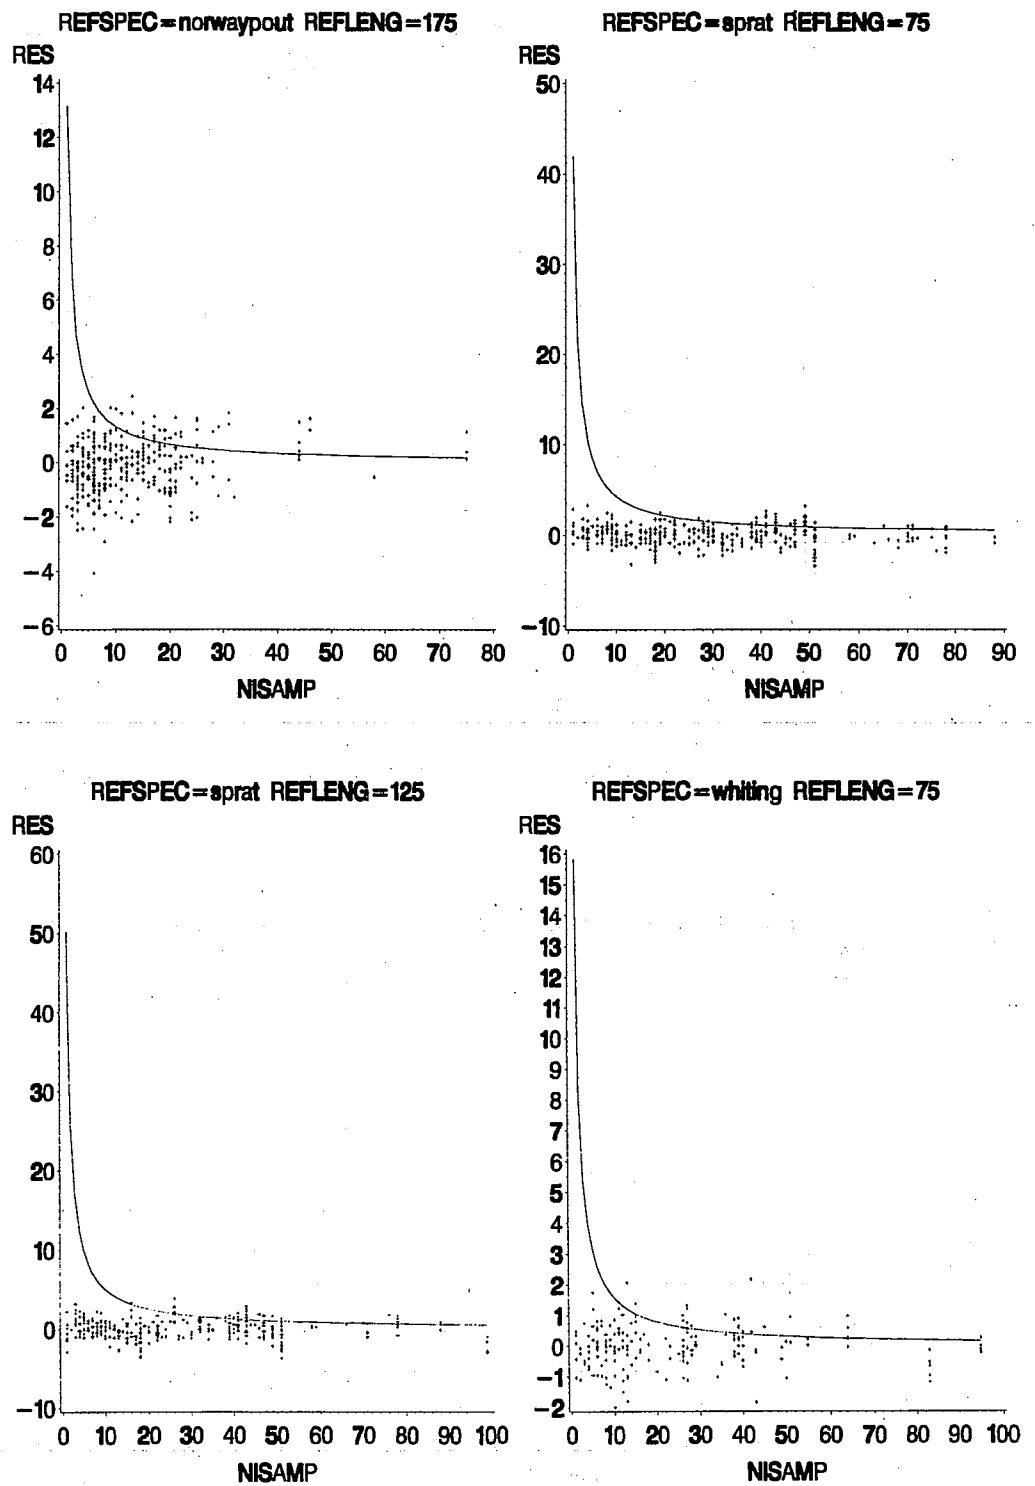 REFSPEC=norwaypout REFLENG=175
RES
14
12
10
8
6
4
2
0
−2
−4
−6
0 10 20 30 40 50 60 70 80
NISAMP
REFSPEC=sprat REFLENG=75
RES
50
40
30
20
10
0
−10
0 10 20 30 40 50 60 70 80 90
NISAMP
REFSPEC=sprat REFLENG=125
RES
60
50
40
30
20
10
0
−10
0 10 20 30 40 50 60 70 80 90 100
NISAMP
REFSPEC=whiting REFLENG=75
RES
16
15
14
13
12
11
10
9
8
7
6
5
4
3
2
1
0
−1
−2
0 10 20 30 40 50 60 70 80 90 100
NISAMP